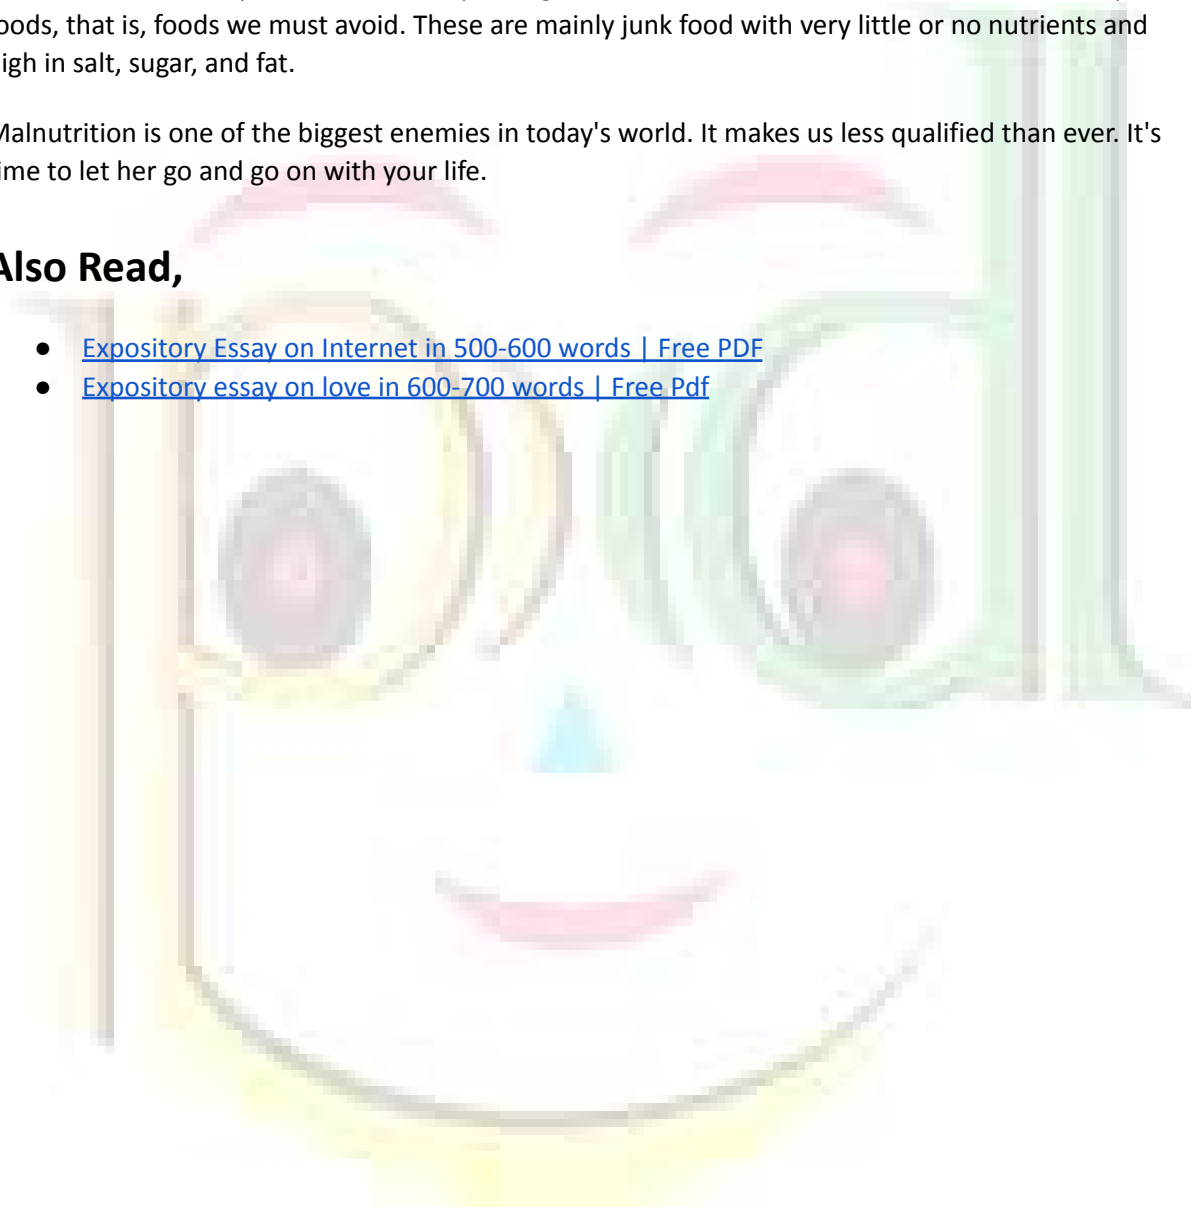 oods, that is, foods we must avoid. These are mainly junk food with very little or no nutrients and
igh in salt, sugar, and fat.
Malnutrition is one of the biggest enemies in today's world. It makes us less qualified than ever. It's
ime to let her go and go on with your life.
Also Read,
● Expository Essay on Internet in 500-600 words | Free PDF
● Expository essay on love in 600-700 words | Free Pdf